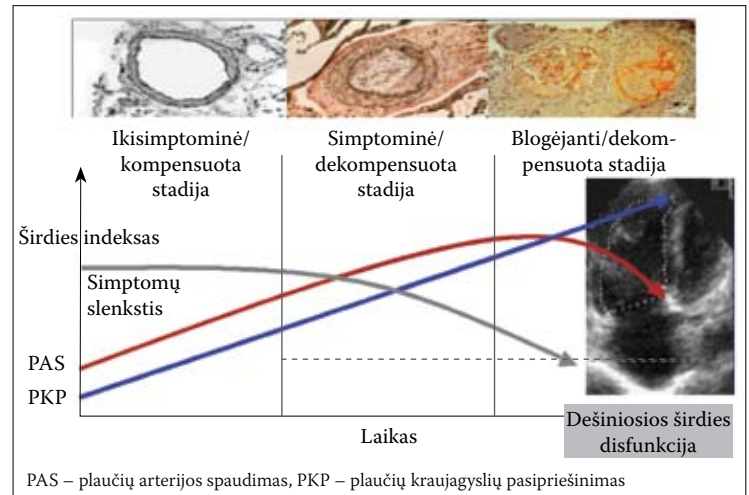 Ikisimptominė/
kompensuota
stadija
Simptominė/
dekompensuota
stadija
Blogėjanti/dekom-
pensuota stadija
Širdies indeksas
Simptomų
slenkstis
PAS
PKP
Laikas
Dešiniosios širdies
disfunkcija
PAS – plaučių arterijos spaudimas, PKP – plaučių kraujagyslių pasipriešinimas